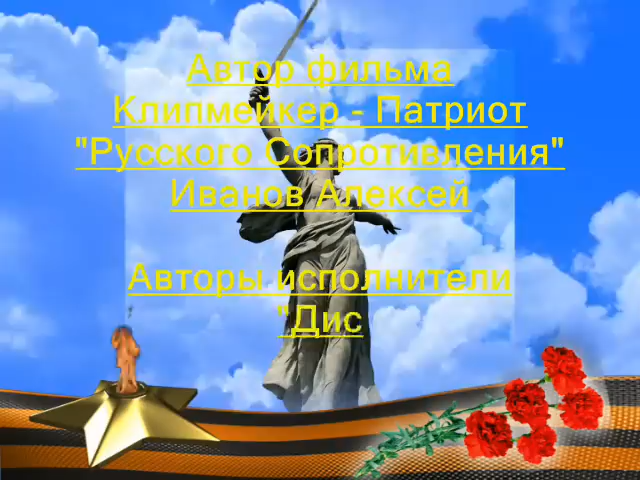 Автор фильма
Клипмейкер - Патриот
"Русского Сопротивления"
Иванов Алексей
Авторы исполнители
"Дис